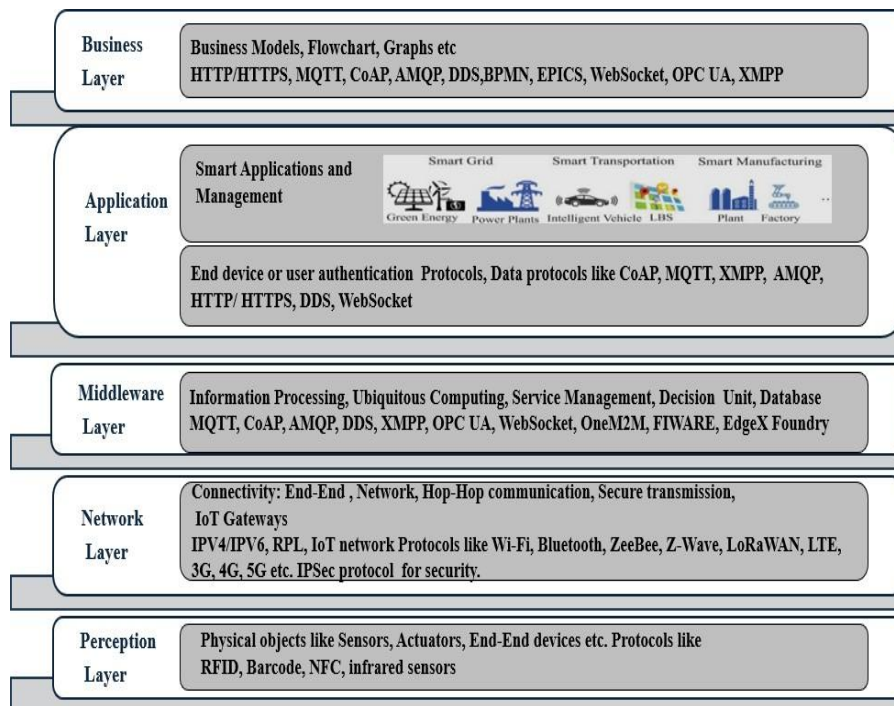 Business
Layer
Business Models, Flowchart, Graphs etc
HTTP/HTTPS, MQTT, CoAP, AMQP, DDS,BPMN, EPICS, WebSocket, OPC UA, XMPP
Application
Layer
Smart Applications and
Management
Smart Grid Smart Transportation Smart Manufacturing
Green Energy Power Plants Intelligent Vehicle LBS Plant Factory ..
End device or user authentication Protocols, Data protocols like CoAP, MQTT, XMPP, AMQP,
HTTP/ HTTPS, DDS, WebSocket
Middleware
Layer
Information Processing, Ubiquitous Computing, Service Management, Decision Unit, Database
MQTT, CoAP, AMQP, DDS, XMPP, OPC UA, WebSocket, OneM2M, FIWARE, EdgeX Foundry
Network
Layer
Connectivity: End-End , Network, Hop-Hop communication, Secure transmission,
IoT Gateways
IPV4/IPV6, RPL, IoT network Protocols like Wi-Fi, Bluetooth, ZeeBee, Z-Wave, LoRaWAN, LTE,
3G, 4G, 5G etc. IPSec protocol for security.
Perception
Layer
Physical objects like Sensors, Actuators, End-End devices etc. Protocols like
RFID, Barcode, NFC, infrared sensors